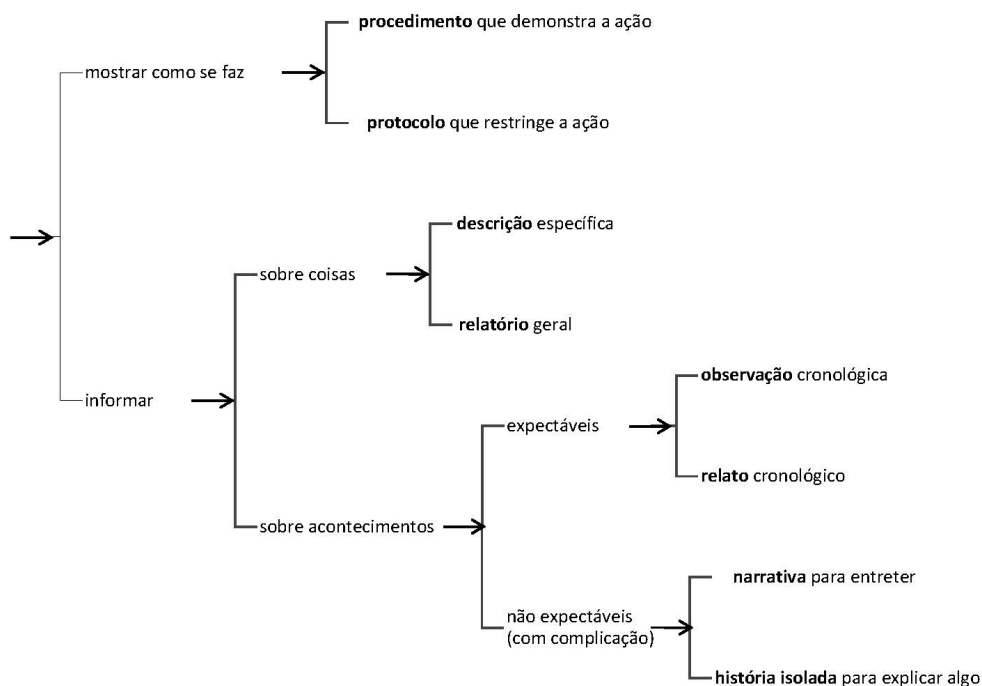 procedimento que demonstra a ação
mostrar como se faz
protocolo que restringe a ação
descrição específica
sobre coisas
relatório geral
observação cronológica
informar
expectáveis
relato cronológico
sobre acontecimentos
narrativa para entreter
não expectáveis
(com complicação)
história isolada para explicar algo